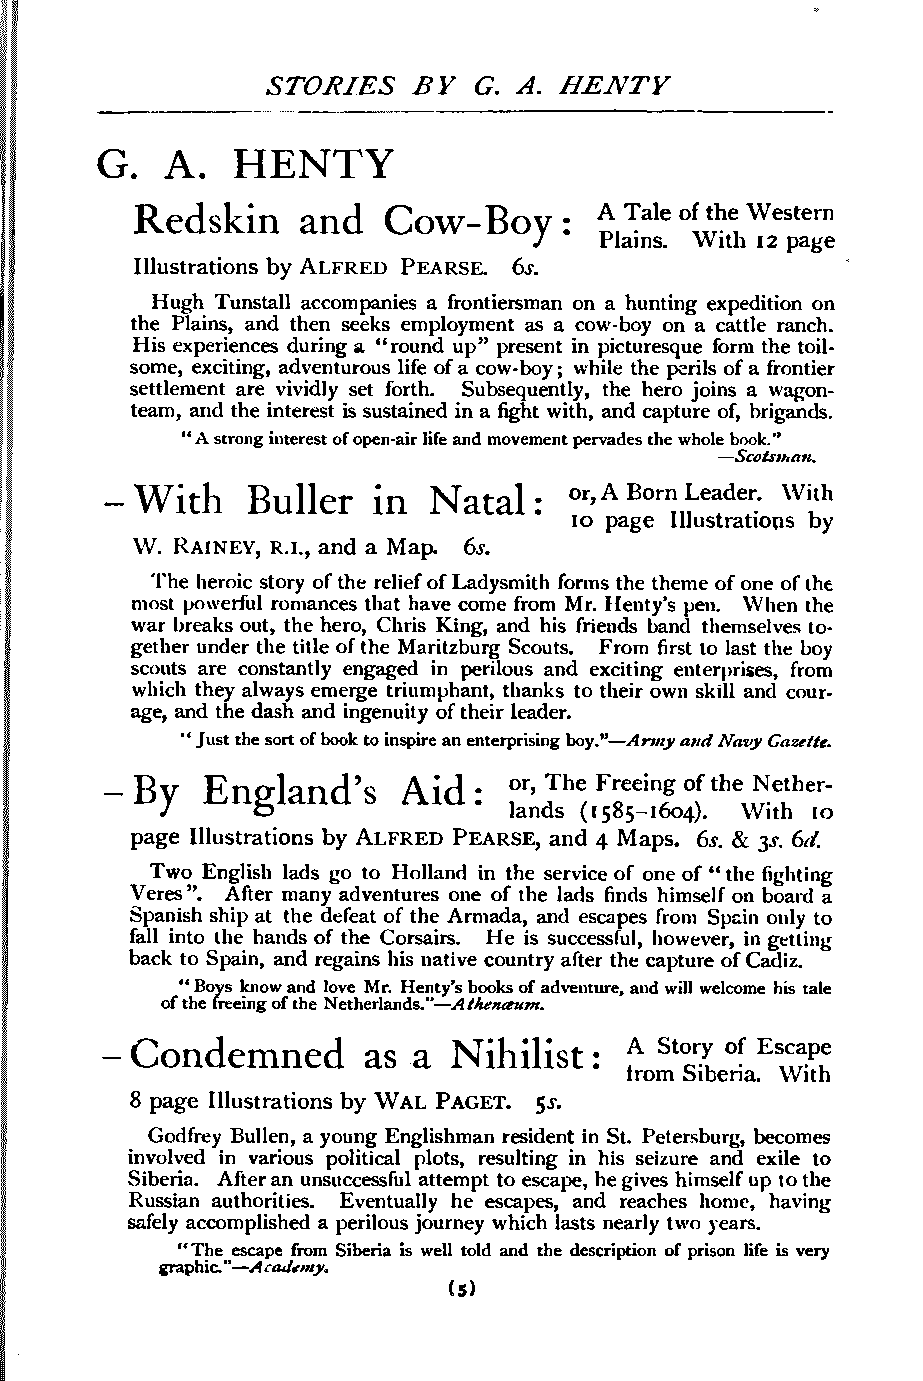 STORIES BY G. A. HENTY
G. A. HENTY
Redskin and Cow-Boy: A Tale of the Western
Plains. With 12 page
Illustrations by ALFRED PEARSE. 6s.
Hugh Tunstall accompanies a frontiersman on a hunting expedition on
the Plains, and then seeks employment as a cow-boy on a cattle ranch.
His experiences during a "round up" present in picturesque form the toil-
some, exciting, adventurous life of a cow-boy; while the perils of a frontier
settlement are vividly set forth. Subsequently, the hero joins a wagon-
team, and the interest is sustained in a fight with, and capture of, brigands.
"A strong interest of open-air life and movement pervades the whole book."
—Scotsman.
– With Buller in Natal: or, A Born Leader. With
10 page Illustrations by
W. RAINEY, R.I., and a Map. 6s.
The heroic story of the relief of Ladysmith forms the theme of one of the
most powerful romances that have come from Mr. Henty's pen. When the
war breaks out, the hero, Chris King, and his friends band themselves to-
gether under the title of the Maritzburg Scouts. From first to last the boy
scouts are constantly engaged in perilous and exciting enterprises, from
which they always emerge triumphant, thanks to their own skill and cour-
age, and the dash and ingenuity of their leader.
"Just the sort of book to inspire an enterprising boy."—Army and Navy Gazette.
– By England's Aid: or, The Freeing of the Nether-
lands (1585–1604). With 10
page Illustrations by ALFRED PEARSE, and 4 Maps. 6s. & 3s. 6d.
Two English lads go to Holland in the service of one of "the fighting
Veres". After many adventures one of the lads finds himself on board a
Spanish ship at the defeat of the Armada, and escapes from Spain only to
fall into the hands of the Corsairs. He is successful, however, in getting
back to Spain, and regains his native country after the capture of Cadiz.
"Boys know and love Mr. Henty's books of adventure, and will welcome his tale
of the freeing of the Netherlands."—Athenæum.
– Condemned as a Nihilist: A Story of Escape
from Siberia. With
8 page Illustrations by WAL PAGET. 5s.
Godfrey Bullen, a young Englishman resident in St. Petersburg, becomes
involved in various political plots, resulting in his seizure and exile to
Siberia. After an unsuccessful attempt to escape, he gives himself up to the
Russian authorities. Eventually he escapes, and reaches home, having
safely accomplished a perilous journey which lasts nearly two years.
"The escape from Siberia is well told and the description of prison life is very
graphic."—Academy.
(5)